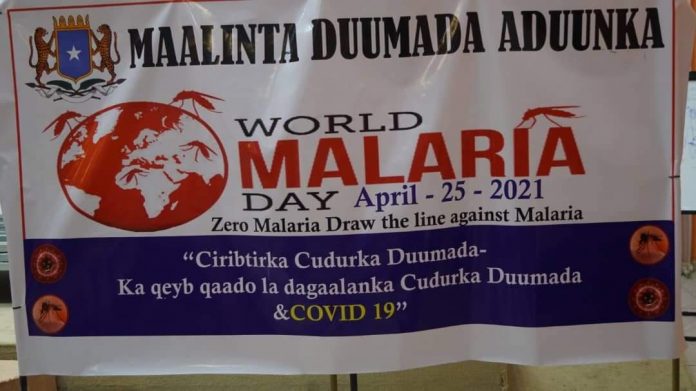 MAALINTA DUUMADA ADUUNKA
WORLD
MALARIA
DAY April - 25 - 2021
Zero Malaria Draw the line against Malaria
“Ciribtirka Cudurka Duumada-
Ka qeyb qaado la dagaalanka Cudurka Duumada
&COVID 19”